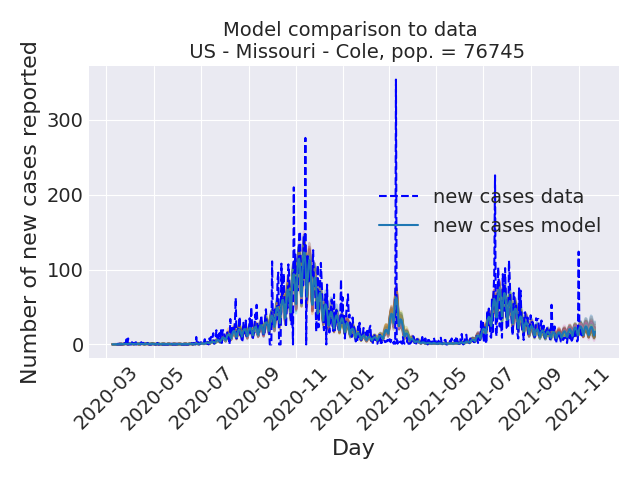 Model comparison to data
US - Missouri - Cole, pop. = 76745
Number of new cases reported
300
200
100
0
new cases data
new cases model
2020-03
2020-05
2020-07
2020-09
2020-11
2021-01
2021-03
2021-05
2021-07
2021-09
2021-11
Day